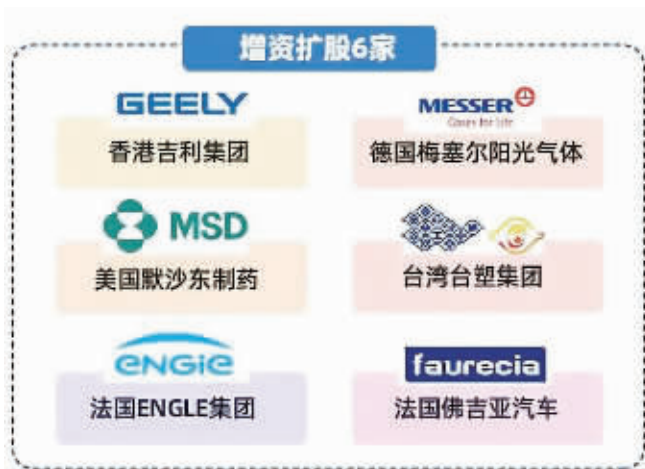 增资扩股6家
GEELY
香港吉利集团
MESSER
Gases for life
德国梅塞尔阳光气体
MSD
美国默沙东制药
台湾台塑集团
ENGIE
法国ENGLE集团
faurecia
法国佛吉亚汽车